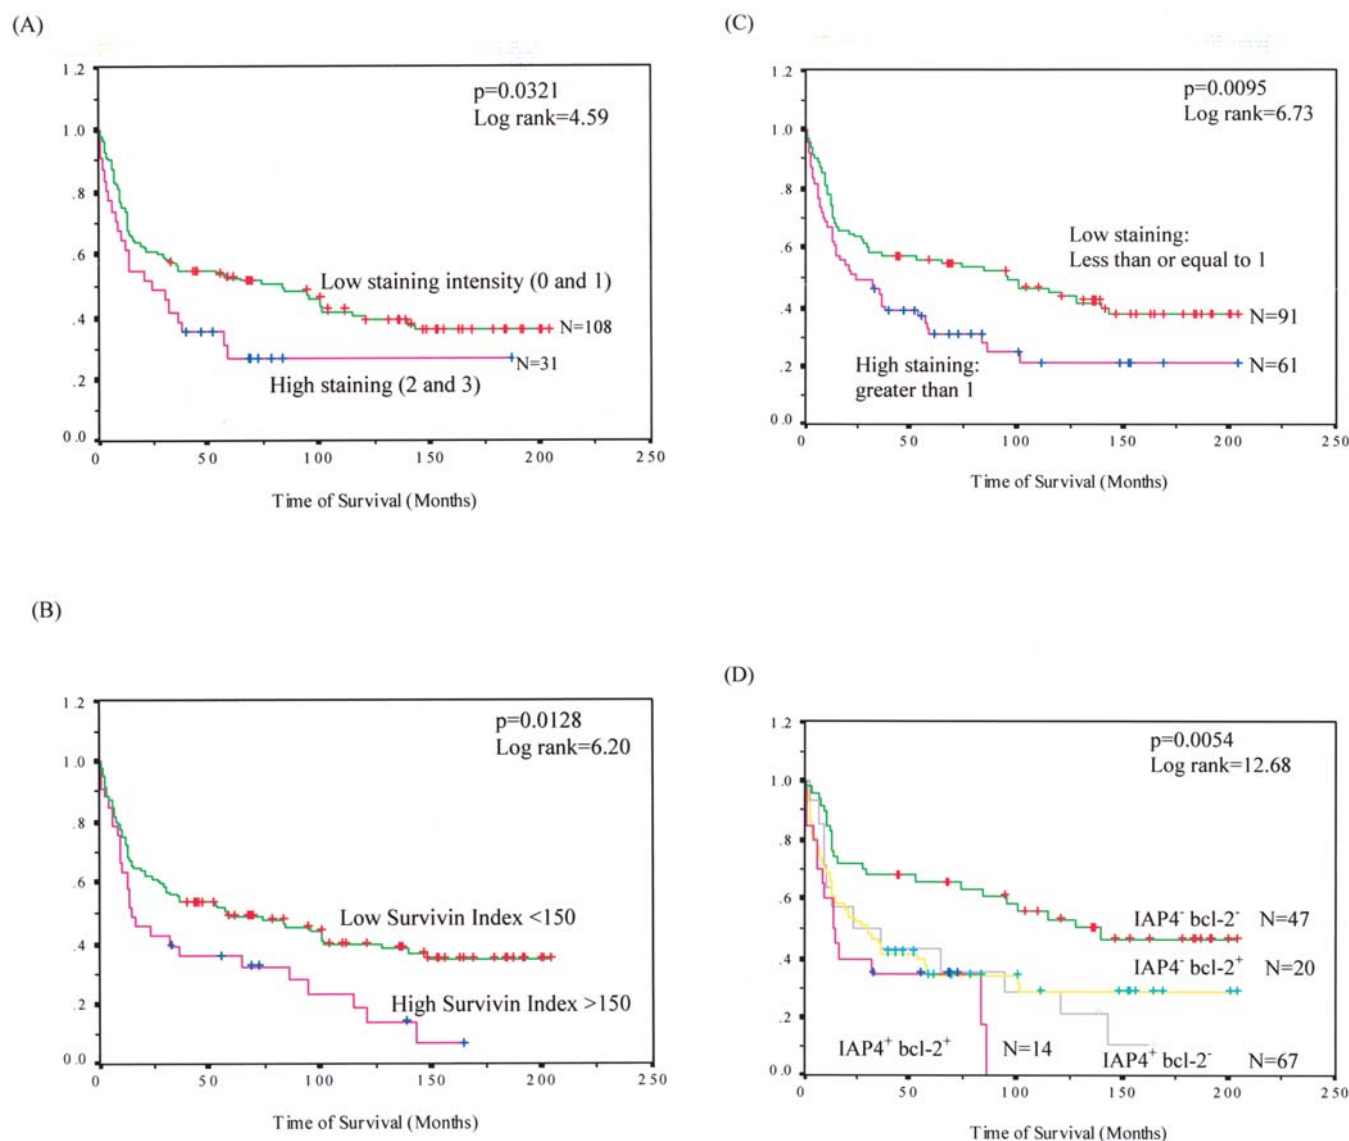 (A)
1.2
1.0
.8
.6
.4
.2
0.0
p=0.0321
Log rank=4.59
Low staining intensity (0 and 1)
N=108
N=31
High staining (2 and 3)
0 50 100 150 200 250
Time of Survival (Months)
(C)
1.2
1.0
.8
.6
.4
.2
0.0
p=0.0095
Log rank=6.73
Low staining:
Less than or equal to 1
N=91
High staining:
greater than 1
N=61
0 50 100 150 200 250
Time of Survival (Months)
(B)
1.2
1.0
.8
.6
.4
.2
0.0
p=0.0128
Log rank=6.20
Low Survivin Index <150
High Survivin Index >150
0 50 100 150 200 250
Time of Survival (Months)
(D)
1.2
1.0
.8
.6
.4
.2
0.0
p=0.0054
Log rank=12.68
IAP4⁻ bcl-2⁻ N=47
IAP4⁻ bcl-2⁺ N=20
IAP4⁺ bcl-2⁺ N=14
IAP4⁺ bcl-2⁻ N=67
0 50 100 150 200 250
Time of Survival (Months)